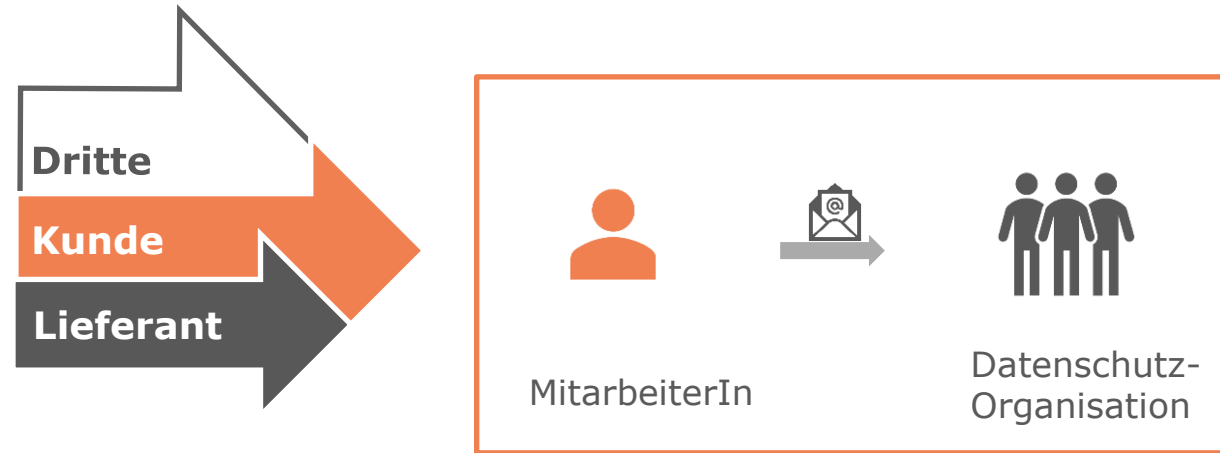 Dritte
Kunde
Lieferant
@
MitarbeiterIn
Datenschutz-
Organisation